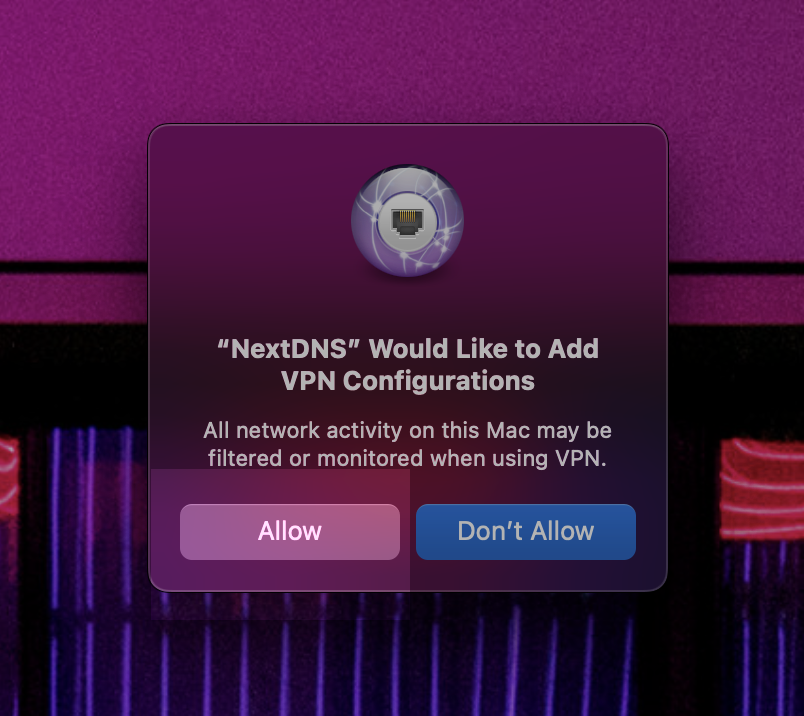 “NextDNS” Would Like to Add
VPN Configurations
All network activity on this Mac may be
filtered or monitored when using VPN.
Allow
Don’t Allow